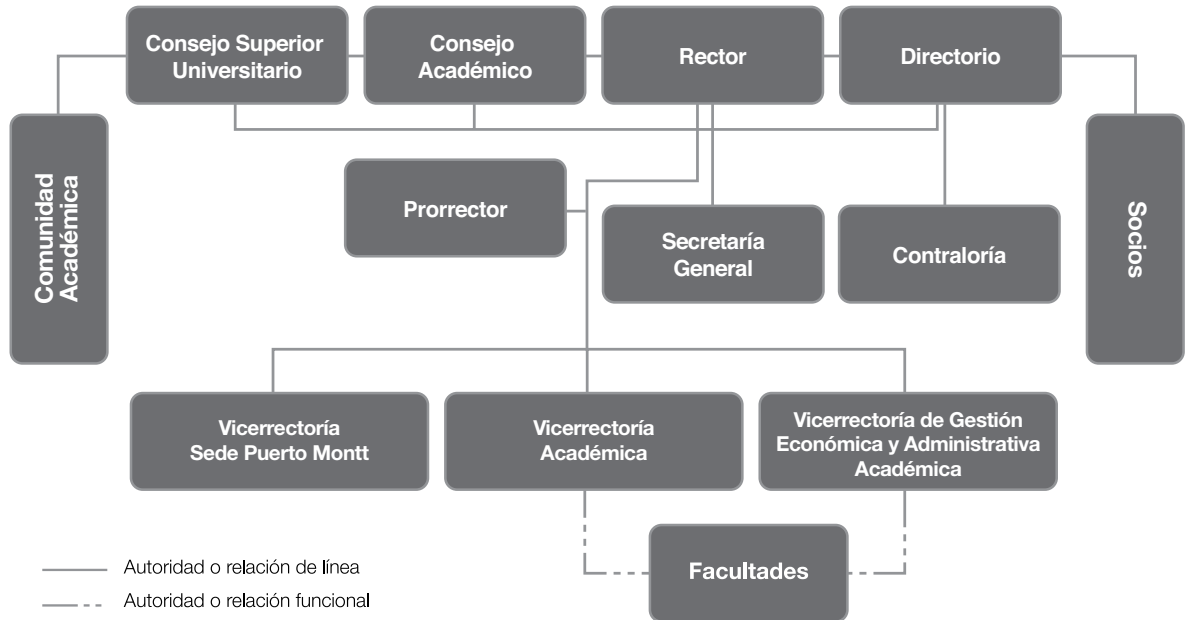 Consejo Superior
Universitario
Consejo
Académico
Rector
Directorio
Comunidad
Académica
Prorrector
Secretaría
General
Contraloría
Socios
Vicerrectoría
Sede Puerto Montt
Vicerrectoría
Académica
Vicerrectoría de Gestión
Económica y Administrativa
Académica
Facultades
Autoridad o relación de línea
Autoridad o relación funcional